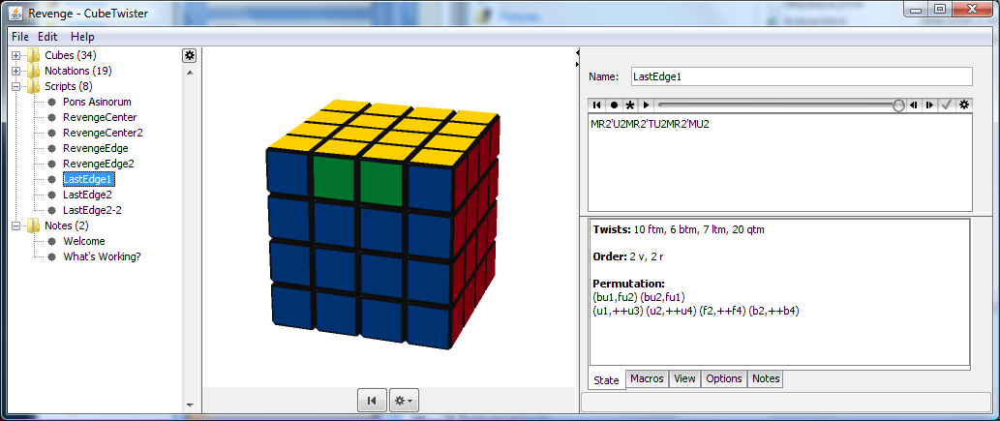 Revenge - CubeTwister
File Edit Help
Cubes (34)
Notations (19)
Scripts (8)
Pons Asinorum
RevengeCenter
RevengeCenter2
RevengeEdge
RevengeEdge2
LastEdge1
LastEdge2
LastEdge2-2
Notes (2)
Welcome
What's Working?
Name: LastEdge1
MR2'U2MR2'TU2MR2'MU2
Twists: 10 ftm, 6 btm, 7 ltm, 20 qtm
Order: 2 v, 2 r
Permutation:
(bu1,fu2) (bu2,fu1)
(u1,++u3) (u2,++u4) (f2,++f4) (b2,++b4)
State Macros View Options Notes